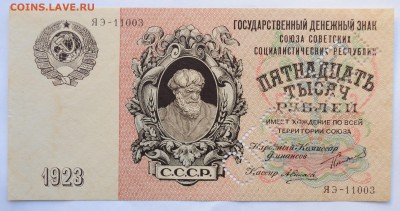 COINS.LAVE.RU
ЯЭ-11003
ГОСУДАРСТВЕННЫЙ ДЕНЕЖНЫЙ ЗНАК
СОЮЗА СОВЕТСКИХ
СОЦИАЛИСТИЧЕСКИХ РЕСПУБЛИК
ПЯТНАДЦАТЬ
ТЫСЯЧ
РУБЛЕЙ
ИМЕЕТ ХОЖДЕНИЕ ПО ВСЕЙ
ТЕРРИТОРИИ СОЮЗА
Народный Комиссар
Финансов
Кассир
1923
С.С.С.Р.
ЯЭ-11003